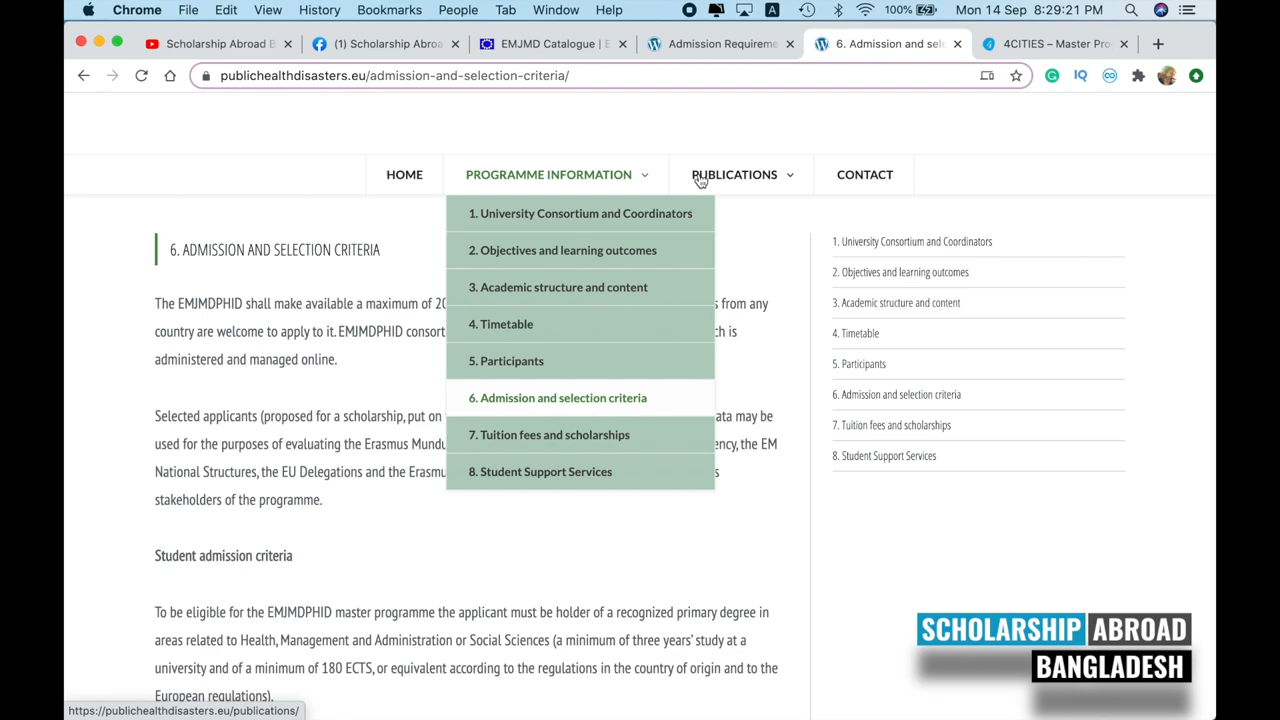 Chrome File Edit View History Bookmarks People Tab Window Help 100% Mon 14 Sep 8:29:21 PM
Scholarship Abroad B (1) Scholarship Abroa EMJMD Catalogue | E Admission Requireme 6. Admission and sele 4CITIES – Master Pro
publichealthdisasters.eu/admission-and-selection-criteria/
HOME PROGRAMME INFORMATION PUBLICATIONS CONTACT
1. University Consortium and Coordinators
2. Objectives and learning outcomes
3. Academic structure and content
4. Timetable
5. Participants
6. Admission and selection criteria
7. Tuition fees and scholarships
8. Student Support Services
6. ADMISSION AND SELECTION CRITERIA
The EMJMDPHID shall make available a maximum of 20 s from any
country are welcome to apply to it. EMJMDPHID consort ch is
administered and managed online.
Selected applicants (proposed for a scholarship, put on ata may be
used for the purposes of evaluating the Erasmus Mundu ency, the EM
National Structures, the EU Delegations and the Erasm s
stakeholders of the programme.
Student admission criteria
To be eligible for the EMJMDPHID master programme the applicant must be holder of a recognized primary degree in
areas related to Health, Management and Administration or Social Sciences (a minimum of three years' study at a
university and of a minimum of 180 ECTS, or equivalent according to the regulations in the country of origin and to the
European regulations).
1. University Consortium and Coordinators
2. Objectives and learning outcomes
3. Academic structure and content
4. Timetable
5. Participants
6. Admission and selection criteria
7. Tuition fees and scholarships
8. Student Support Services
SCHOLARSHIP ABROAD
BANGLADESH
https://publichealthdisasters.eu/publications/